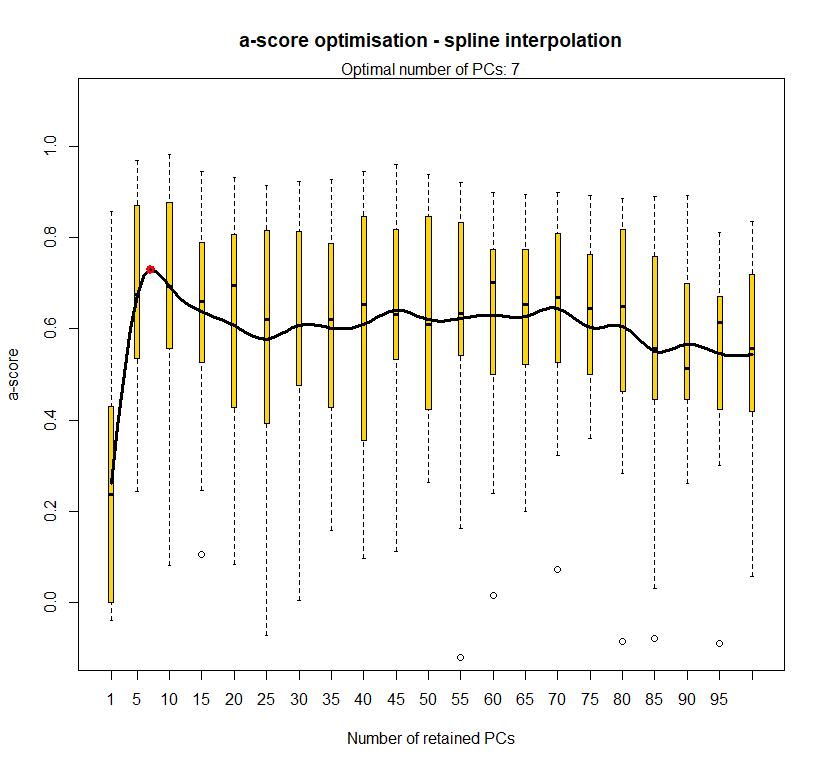 a-score optimisation - spline interpolation
Optimal number of PCs: 7
a-score
1.0
0.8
0.6
0.4
0.2
0.0
1 5 10 15 20 25 30 35 40 45 50 55 60 65 70 75 80 85 90 95
Number of retained PCs